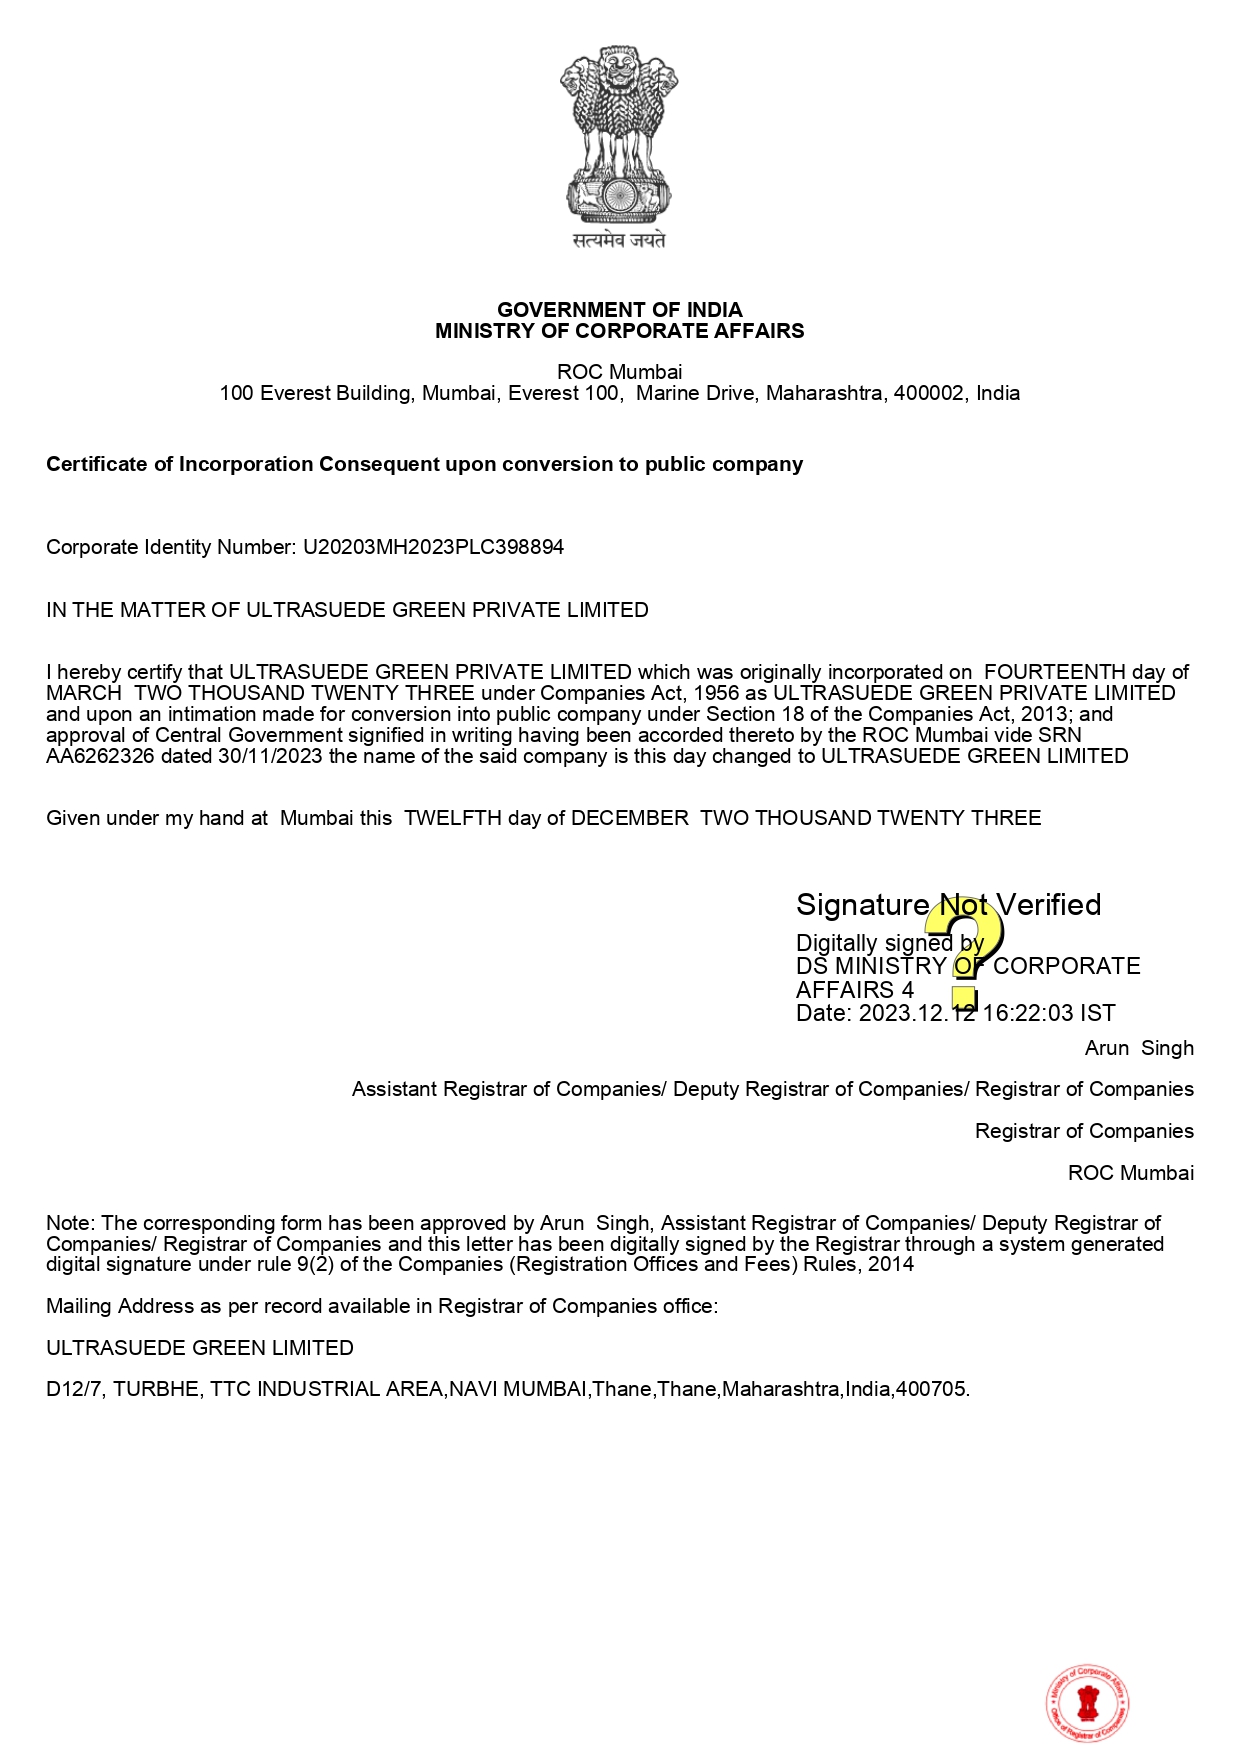 सत्यमेव जयते
GOVERNMENT OF INDIA
MINISTRY OF CORPORATE AFFAIRS
ROC Mumbai
100 Everest Building, Mumbai, Everest 100,  Marine Drive, Maharashtra, 400002, India
Certificate of Incorporation Consequent upon conversion to public company
Corporate Identity Number: U20203MH2023PLC398894
IN THE MATTER OF ULTRASUEDE GREEN PRIVATE LIMITED
I hereby certify that ULTRASUEDE GREEN PRIVATE LIMITED which was originally incorporated on  FOURTEENTH day of
MARCH  TWO THOUSAND TWENTY THREE under Companies Act, 1956 as ULTRASUEDE GREEN PRIVATE LIMITED
and upon an intimation made for conversion into public company under Section 18 of the Companies Act, 2013; and
approval of Central Government signified in writing having been accorded thereto by the ROC Mumbai vide SRN
AA6262326 dated 30/11/2023 the name of the said company is this day changed to ULTRASUEDE GREEN LIMITED
Given under my hand at  Mumbai this  TWELFTH day of DECEMBER  TWO THOUSAND TWENTY THREE
Signature Not Verified
Digitally signed by
DS MINISTRY OF CORPORATE
AFFAIRS 4
Date: 2023.12.12 16:22:03 IST
Arun  Singh
Assistant Registrar of Companies/ Deputy Registrar of Companies/ Registrar of Companies
Registrar of Companies
ROC Mumbai
Note: The corresponding form has been approved by Arun  Singh, Assistant Registrar of Companies/ Deputy Registrar of
Companies/ Registrar of Companies and this letter has been digitally signed by the Registrar through a system generated
digital signature under rule 9(2) of the Companies (Registration Offices and Fees) Rules, 2014
Mailing Address as per record available in Registrar of Companies office:
ULTRASUEDE GREEN LIMITED
D12/7, TURBHE, TTC INDUSTRIAL AREA,NAVI MUMBAI,Thane,Thane,Maharashtra,India,400705.
Ministry of Corporate Affairs
Office of Registrar of Companies